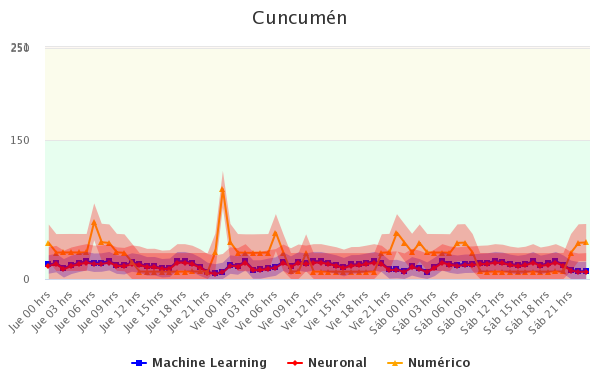 Cuncumén
250
150
0
Jue 00 hrs
Jue 03 hrs
Jue 06 hrs
Jue 09 hrs
Jue 12 hrs
Jue 15 hrs
Jue 18 hrs
Jue 21 hrs
Vie 00 hrs
Vie 03 hrs
Vie 06 hrs
Vie 09 hrs
Vie 12 hrs
Vie 15 hrs
Vie 18 hrs
Vie 21 hrs
Sáb 00 hrs
Sáb 03 hrs
Sáb 06 hrs
Sáb 09 hrs
Sáb 12 hrs
Sáb 15 hrs
Sáb 18 hrs
Sáb 21 hrs
Machine Learning Neuronal Numérico